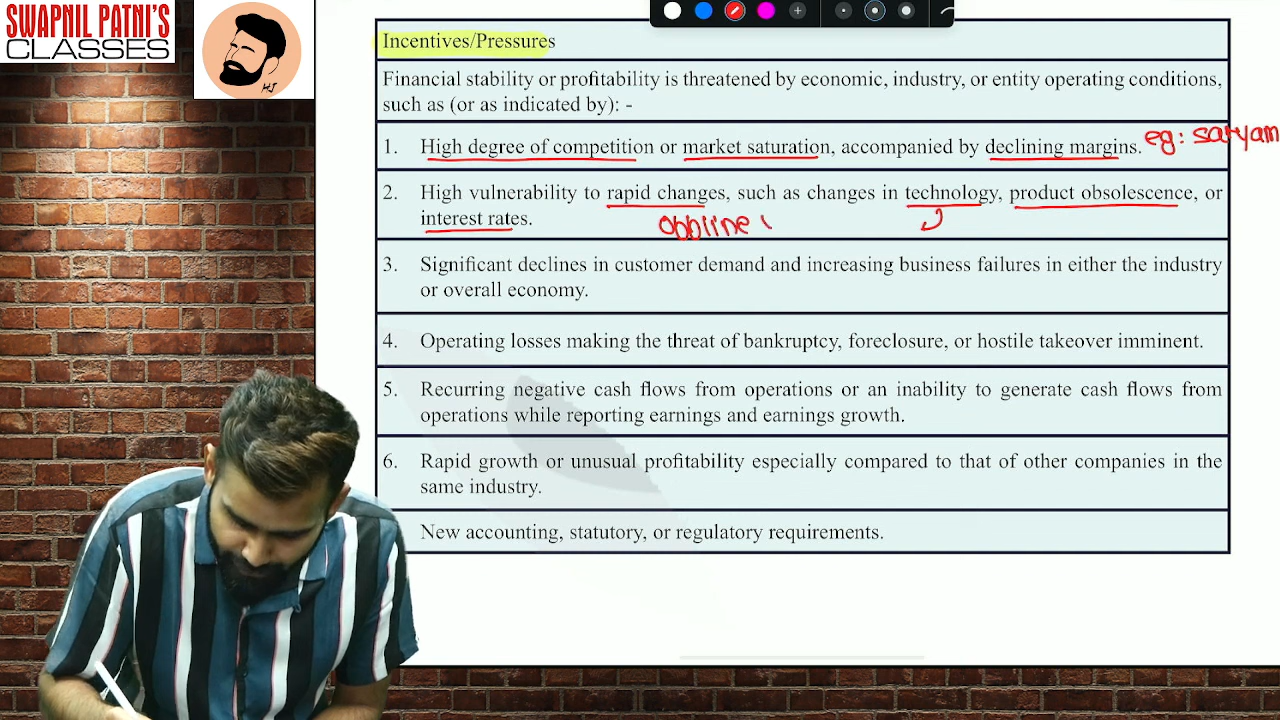 SWAPNIL PATNI'S
CLASSES
HJ
Incentives/Pressures
Financial stability or profitability is threatened by economic, industry, or entity operating conditions,
such as (or as indicated by): -
1. High degree of competition or market saturation, accompanied by declining margins. eg: satyam
2. High vulnerability to rapid changes, such as changes in technology, product obsolescence, or
interest rates.
3. Significant declines in customer demand and increasing business failures in either the industry
or overall economy.
4. Operating losses making the threat of bankruptcy, foreclosure, or hostile takeover imminent.
5. Recurring negative cash flows from operations or an inability to generate cash flows from
operations while reporting earnings and earnings growth.
6. Rapid growth or unusual profitability especially compared to that of other companies in the
same industry.
New accounting, statutory, or regulatory requirements.